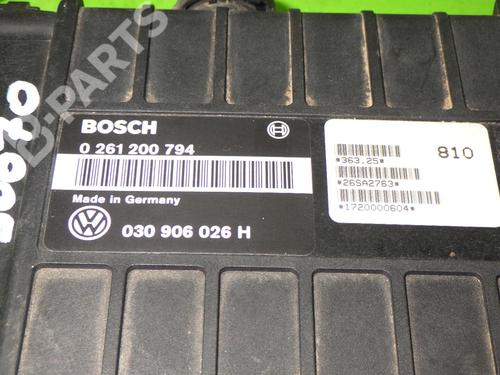 B-PARTS
BOSCH
0 261 200 794
Made in Germany
030 906 026 H
810
*363.25*
*26SA2763*
*1720000604*